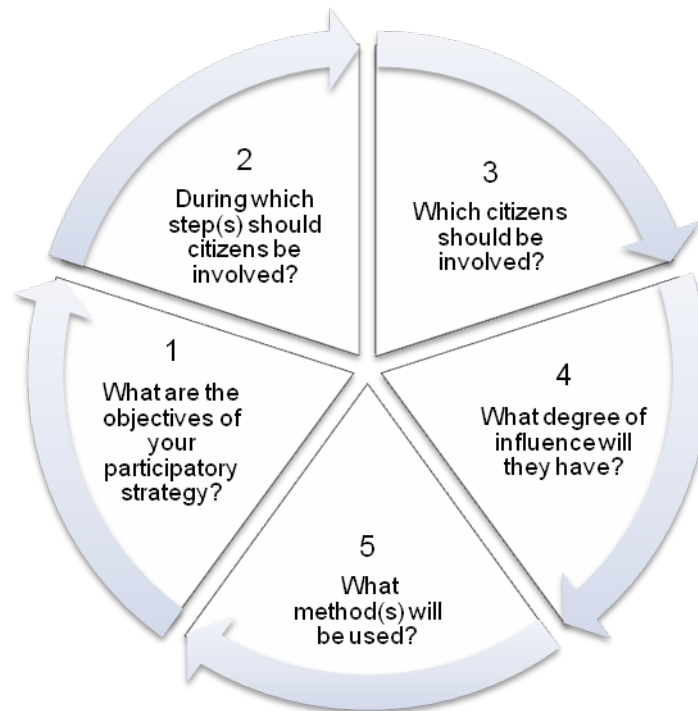 1
What are the
objectives of
your
participatory
strategy?
2
During which
step(s) should
citizens be
involved?
3
Which citizens
should be
involved?
4
What degree of
influence will
they have?
5
What
method(s) will
be used?